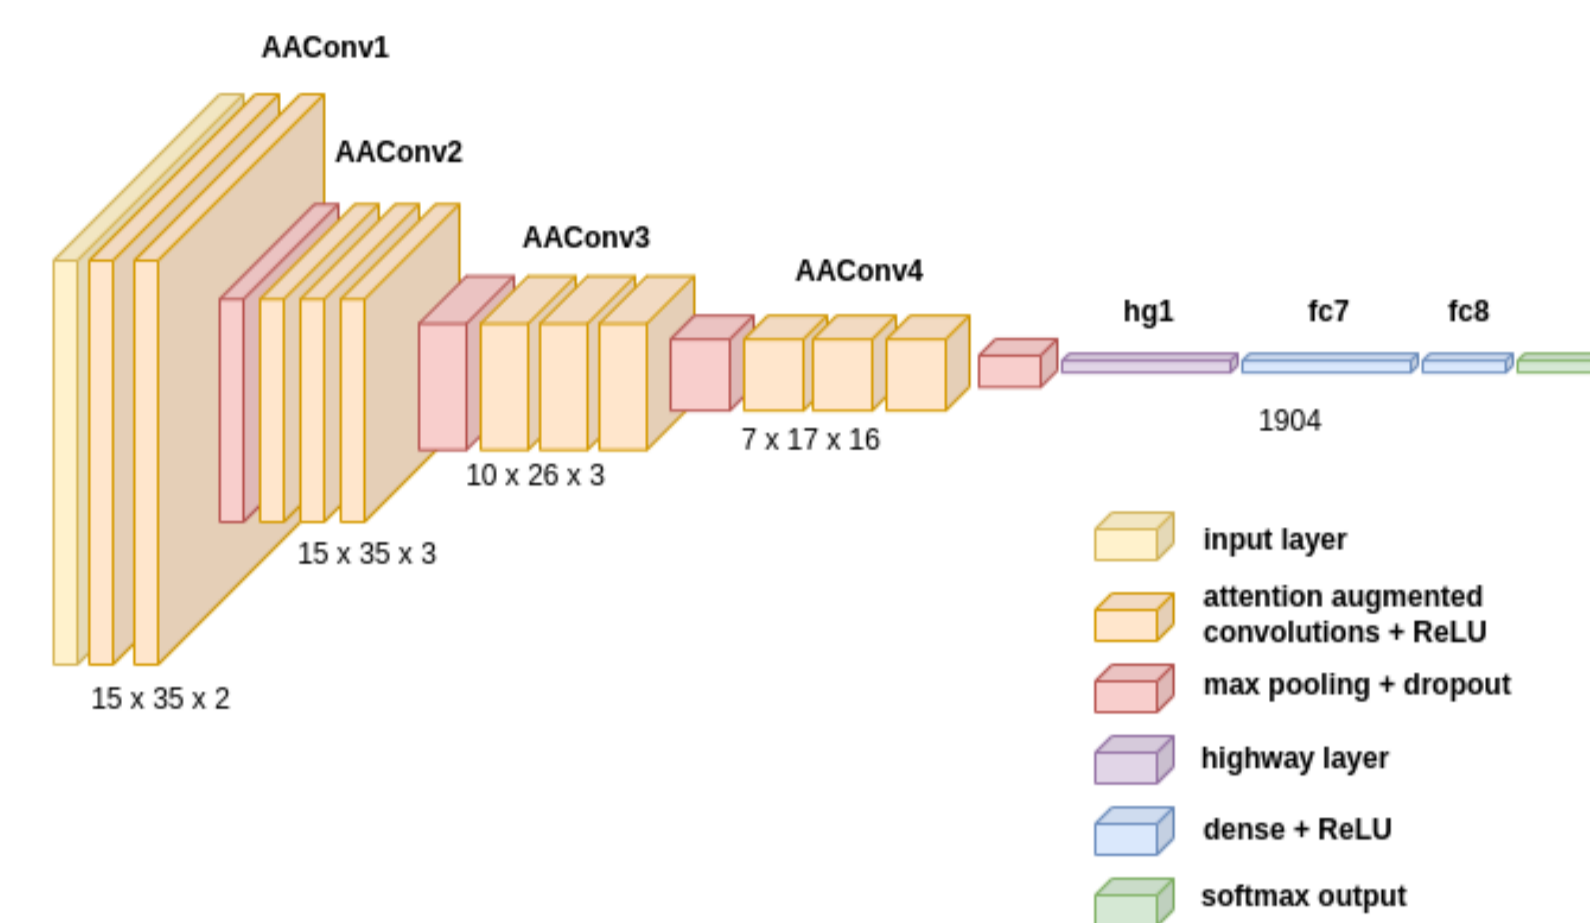 AAConv1
AAConv2
AAConv3
AAConv4
hg1
fc7
fc8
1904
7 x 17 x 16
10 x 26 x 3
15 x 35 x 3
15 x 35 x 2
input layer
attention augmented
convolutions + ReLU
max pooling + dropout
highway layer
dense + ReLU
softmax output